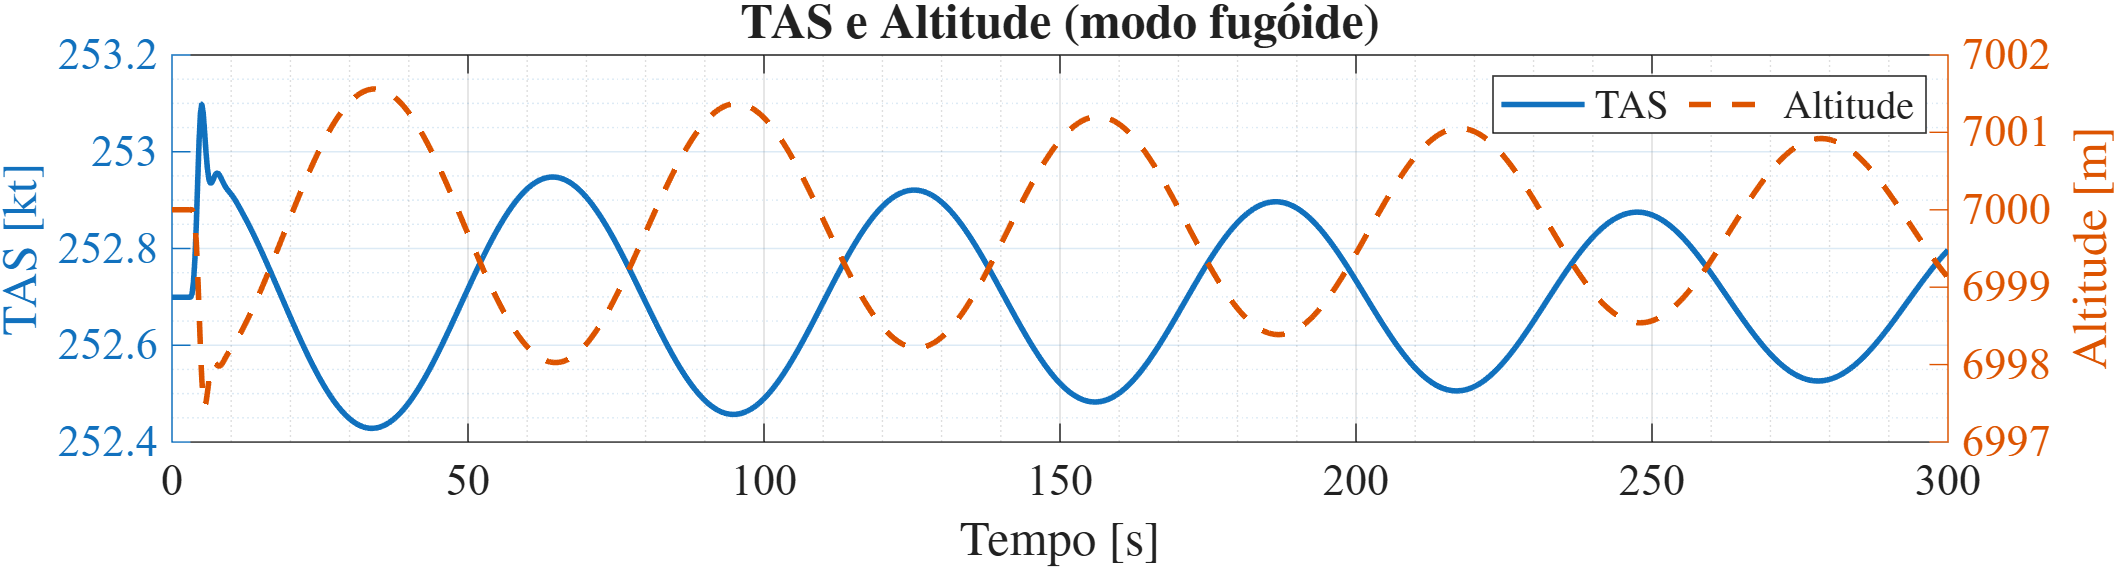 TAS e Altitude (modo fugóide)
TAS [kt]
253.2
253
252.8
252.6
252.4
TAS
Altitude
7002
7001
7000
6999
6998
6997
Altitude [m]
0 50 100 150 200 250 300
Tempo [s]